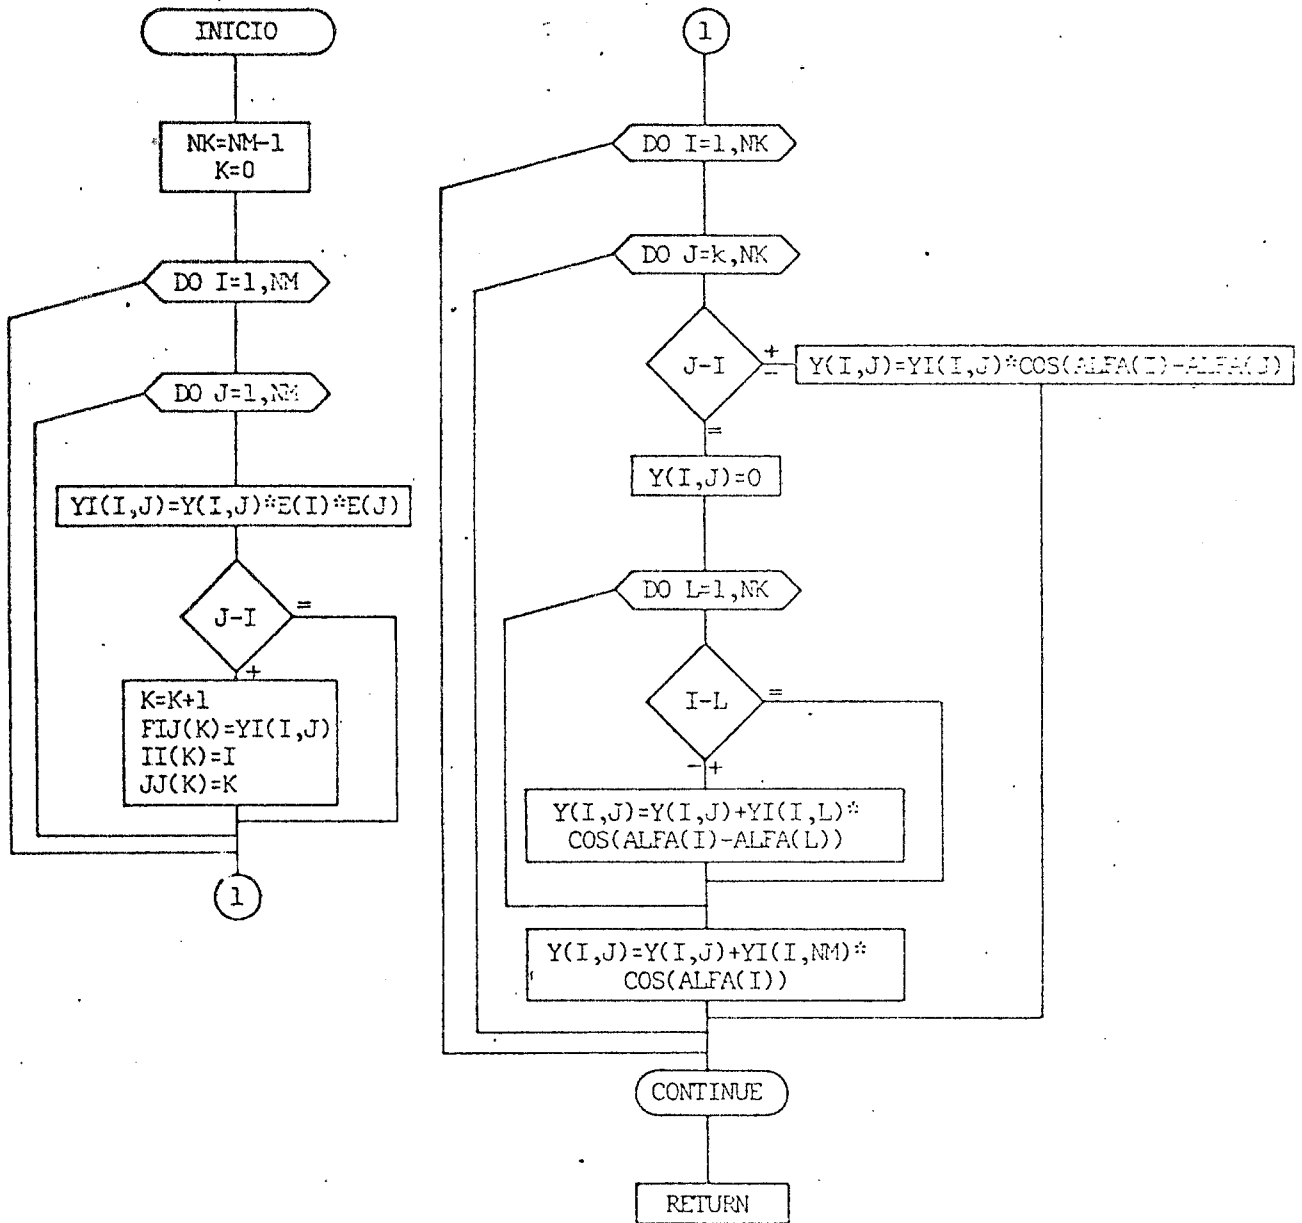 INICIO
NK=NM-1
K=0
DO I=1,NM
DO J=1,NM
YI(I,J)=Y(I,J)*E(I)*E(J)
J-I
=
+
K=K+1
FIJ(K)=YI(I,J)
II(K)=I
JJ(K)=K
1
1
DO I=1,NK
DO J=k,NK
J-I
+
-
Y(I,J)=YI(I,J)*COS(ALFA(I)-ALFA(J)
=
Y(I,J)=0
DO L=1,NK
I-L
=
-+
Y(I,J)=Y(I,J)+YI(I,L)*
COS(ALFA(I)-ALFA(L))
Y(I,J)=Y(I,J)+YI(I,NM)*
COS(ALFA(I))
CONTINUE
RETURN